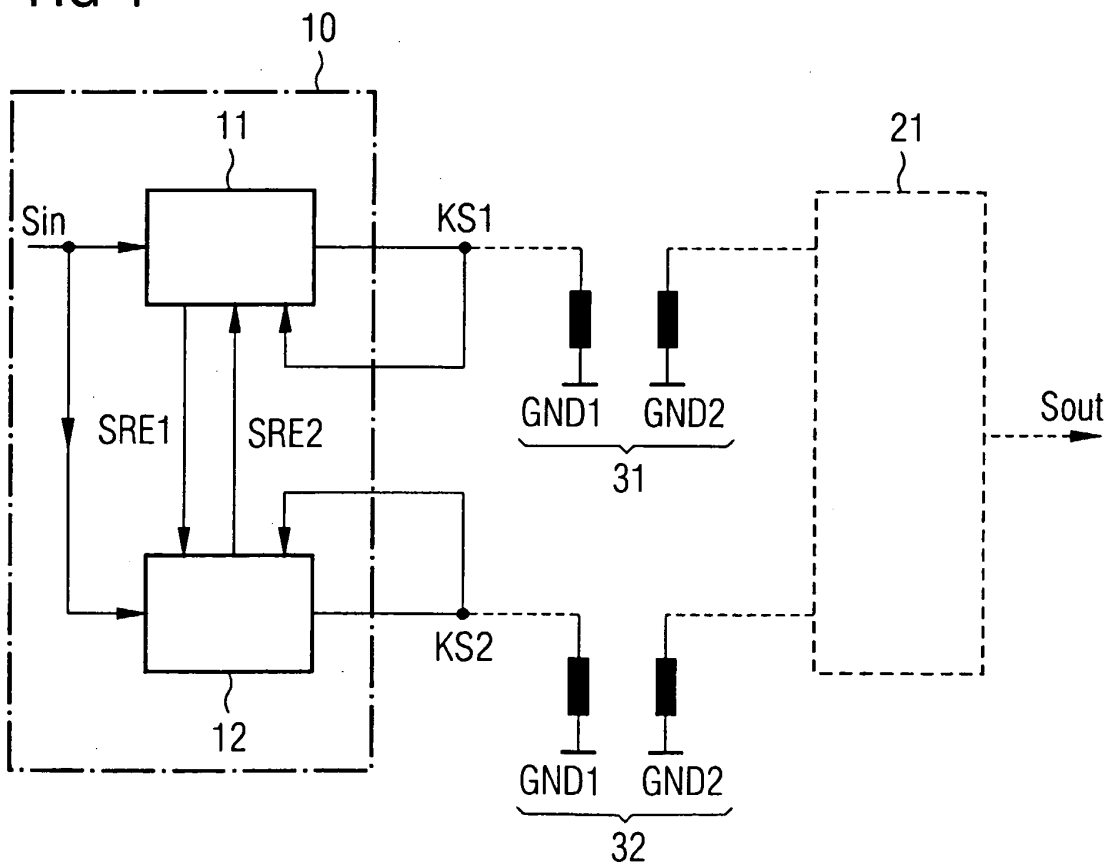 10
11
21
Sin
KS1
GND1 GND2
SRE1 SRE2
Sout
31
KS2
12
GND1 GND2
32